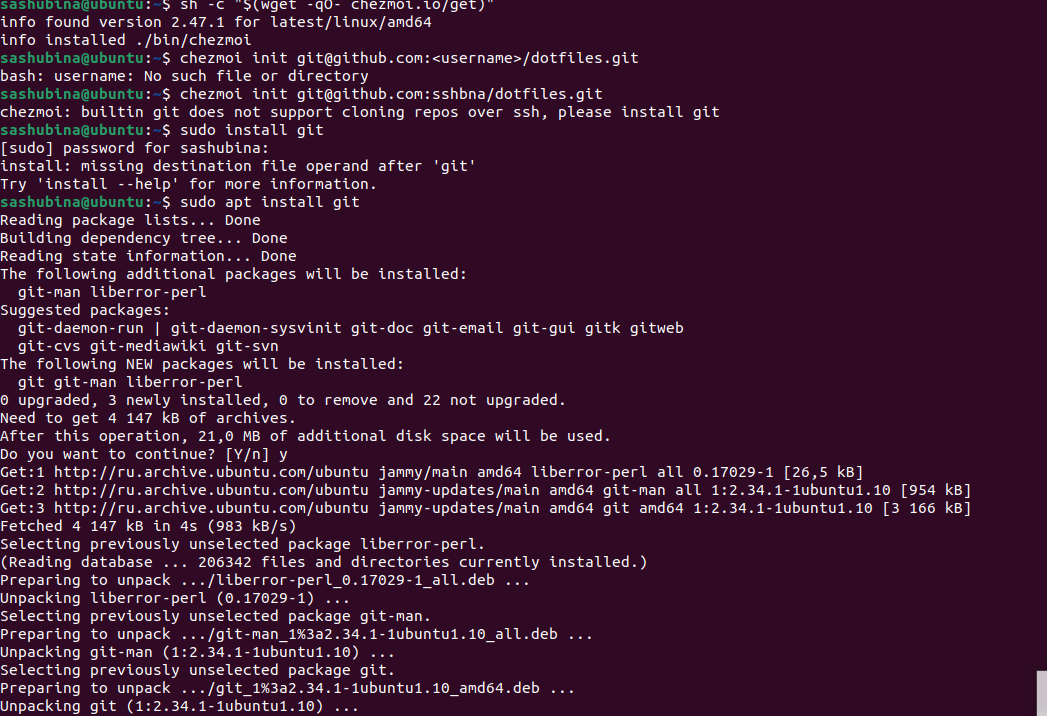 sashubina@ubuntu:~$ sh -c "$(wget -qO- chezmoi.io/get)"
info found version 2.47.1 for latest/linux/amd64
info installed ./bin/chezmoi
sashubina@ubuntu:~$ chezmoi init git@github.com:<username>/dotfiles.git
bash: username: No such file or directory
sashubina@ubuntu:~$ chezmoi init git@github.com:sshbna/dotfiles.git
chezmoi: builtin git does not support cloning repos over ssh, please install git
sashubina@ubuntu:~$ sudo install git
[sudo] password for sashubina:
install: missing destination file operand after 'git'
Try 'install --help' for more information.
sashubina@ubuntu:~$ sudo apt install git
Reading package lists... Done
Building dependency tree... Done
Reading state information... Done
The following additional packages will be installed:
  git-man liberror-perl
Suggested packages:
  git-daemon-run | git-daemon-sysvinit git-doc git-email git-gui gitk gitweb
  git-cvs git-mediawiki git-svn
The following NEW packages will be installed:
  git git-man liberror-perl
0 upgraded, 3 newly installed, 0 to remove and 22 not upgraded.
Need to get 4 147 kB of archives.
After this operation, 21,0 MB of additional disk space will be used.
Do you want to continue? [Y/n] y
Get:1 http://ru.archive.ubuntu.com/ubuntu jammy/main amd64 liberror-perl all 0.17029-1 [26,5 kB]
Get:2 http://ru.archive.ubuntu.com/ubuntu jammy-updates/main amd64 git-man all 1:2.34.1-1ubuntu1.10 [954 kB]
Get:3 http://ru.archive.ubuntu.com/ubuntu jammy-updates/main amd64 git amd64 1:2.34.1-1ubuntu1.10 [3 166 kB]
Fetched 4 147 kB in 4s (983 kB/s)
Selecting previously unselected package liberror-perl.
(Reading database ... 206342 files and directories currently installed.)
Preparing to unpack .../liberror-perl_0.17029-1_all.deb ...
Unpacking liberror-perl (0.17029-1) ...
Selecting previously unselected package git-man.
Preparing to unpack .../git-man_1%3a2.34.1-1ubuntu1.10_all.deb ...
Unpacking git-man (1:2.34.1-1ubuntu1.10) ...
Selecting previously unselected package git.
Preparing to unpack .../git_1%3a2.34.1-1ubuntu1.10_amd64.deb ...
Unpacking git (1:2.34.1-1ubuntu1.10) ...